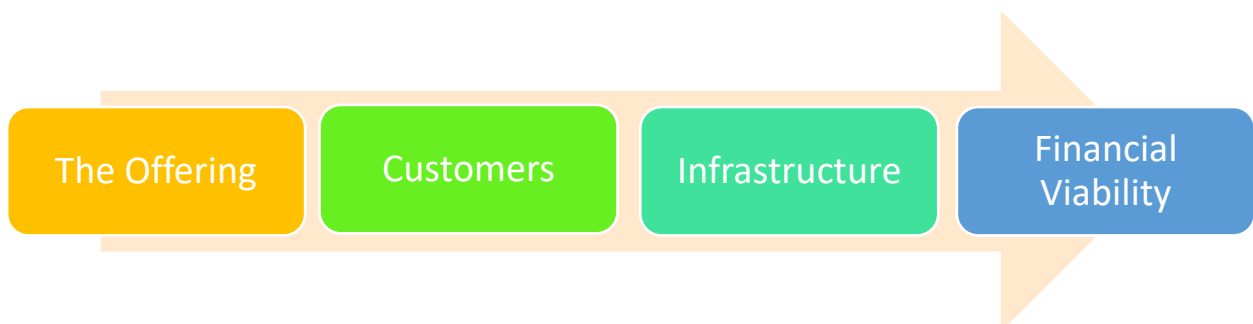 The Offering
Customers
Infrastructure
Financial
Viability